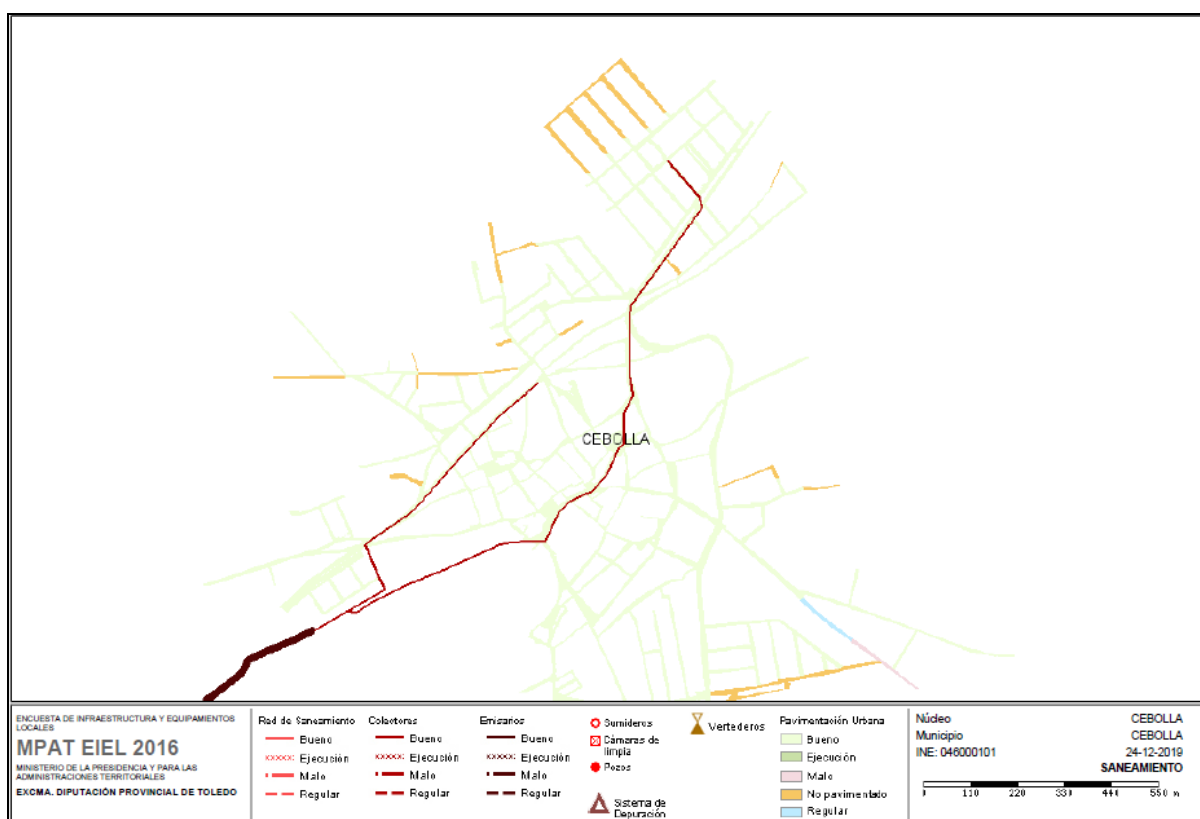 CEBOLLA
ENCUESTA DE INFRAESTRUCTURA Y EQUIPAMIENTOS
LOCALES
MPAT EIEL 2016
MINISTERIO DE LA PRESIDENCIA Y PARA LAS
ADMINISTRACIONES TERRITORIALES
EXCMA. DIPUTACIÓN PROVINCIAL DE TOLEDO
Red de Saneamiento
Bueno
Ejecución
Malo
Regular
Colectores
Bueno
Ejecución
Malo
Regular
Emisarios
Bueno
Ejecución
Malo
Regular
Sumideros
Cámaras de
limpia
Pozos
Sistema de
Depuración
Vertederos
Pavimentación Urbana
Bueno
Ejecución
Malo
No pavimentado
Regular
Núcleo CEBOLLA
Municipio CEBOLLA
INE: 046000101 24-12-2019
SANEAMIENTO
0 110 220 330 440 550 m